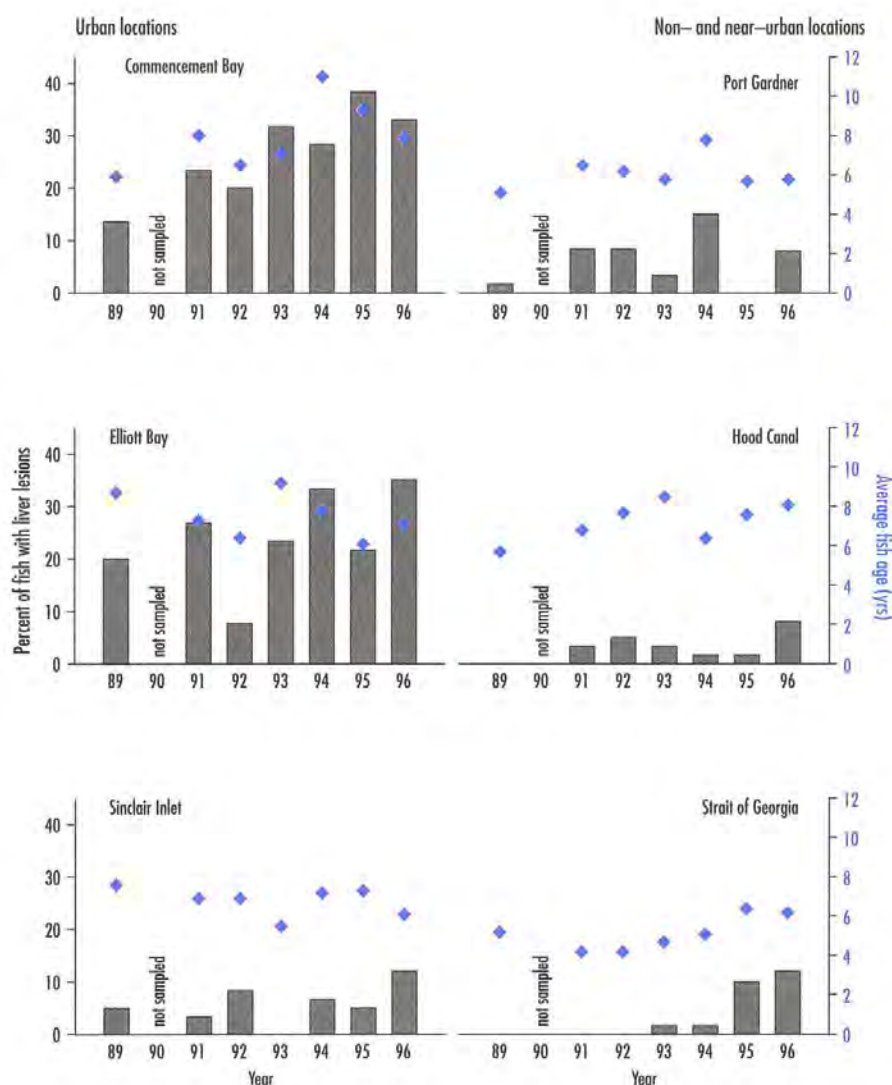 Urban locations
Non– and near–urban locations
Commencement Bay
40
30
20
10
0
not sampled
89 90 91 92 93 94 95 96
Port Gardner
12
10
8
6
4
2
0
not sampled
89 90 91 92 93 94 95 96
Percent of fish with liver lesions
Elliott Bay
40
30
20
10
0
not sampled
89 90 91 92 93 94 95 96
Hood Canal
12
10
8
6
4
2
0
not sampled
89 90 91 92 93 94 95 96
Average fish age (yrs)
Sinclair Inlet
40
30
20
10
0
not sampled
89 90 91 92 93 94 95 96
Year
Strait of Georgia
12
10
8
6
4
2
0
not sampled
89 90 91 92 93 94 95 96
Year